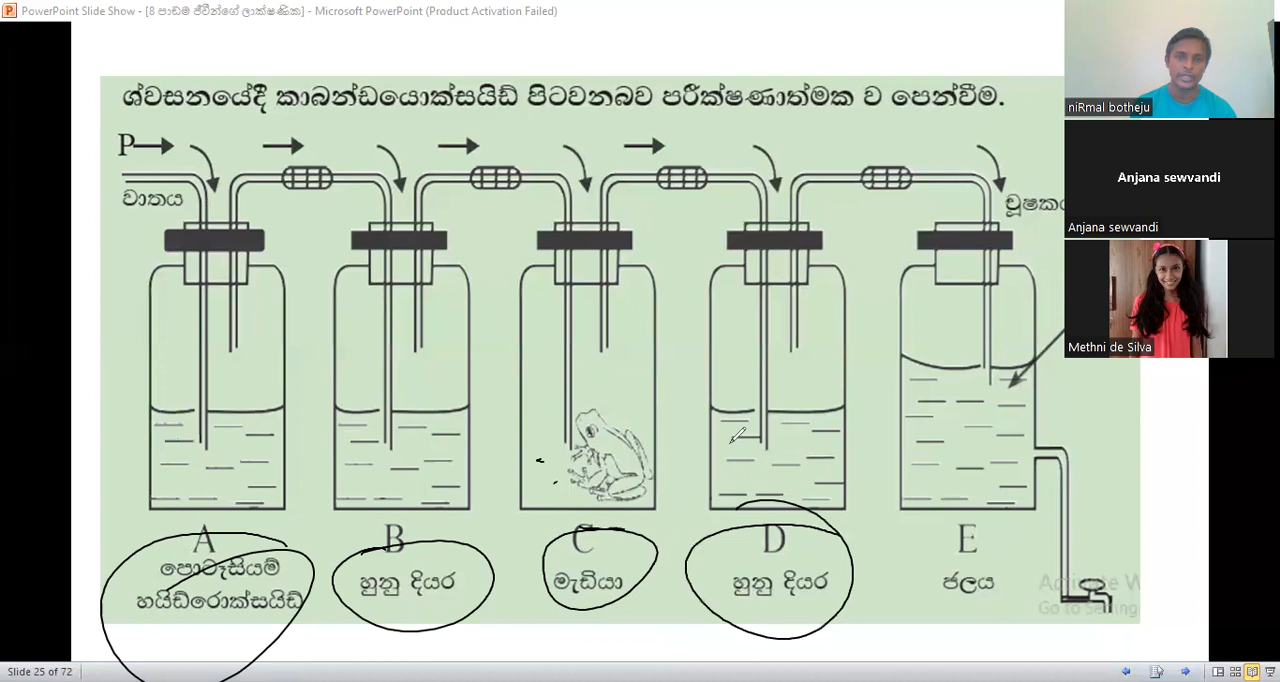 PowerPoint Slide Show - [8 පාඩම ජීවීන්ගේ ලාක්ෂණික] - Microsoft PowerPoint (Product Activation Failed)
ශ්වසනයේදී කාබන්ඩයොක්සයිඩ් පිටවනබව පරීක්ෂණාත්මක ව පෙන්වීම.
P
වාතය
A
පොටෑසියම්
හයිඩ්රොක්සයිඩ්
B
හුනු දියර
C
මැඩියා
D
හුනු දියර
E
ජලය
niRmal botheju
Anjana sewvandi
Anjana sewvandi
Methni de Silva
Slide 25 of 72